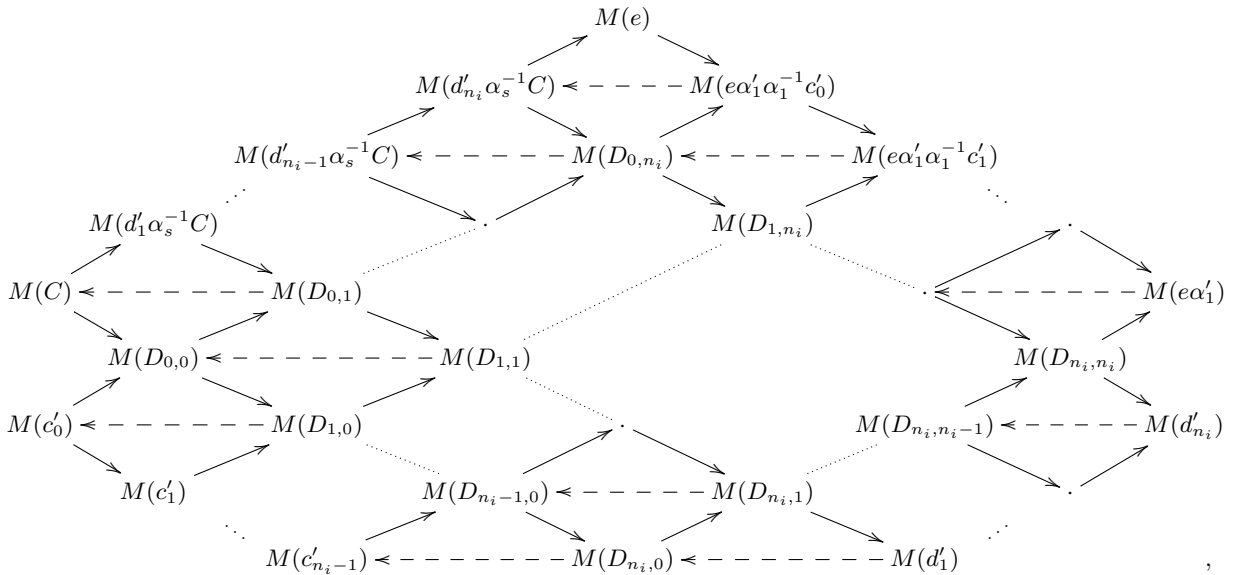 M(e)
M(d′_{n_i}α_s^{-1}C) M(eα′_1α_1^{-1}c′_0)
M(d′_{n_i-1}α_s^{-1}C) M(D_{0,n_i}) M(eα′_1α_1^{-1}c′_1)
M(d′_1α_s^{-1}C) · M(D_{1,n_i}) ·
M(C) M(D_{0,1}) · M(eα′_1)
M(D_{0,0}) M(D_{1,1}) M(D_{n_i,n_i})
M(c′_0) M(D_{1,0}) · M(D_{n_i,n_i-1}) M(d′_{n_i})
M(c′_1) M(D_{n_i-1,0}) M(D_{n_i,1}) ·
M(c′_{n_i-1}) M(D_{n_i,0}) M(d′_1) ,